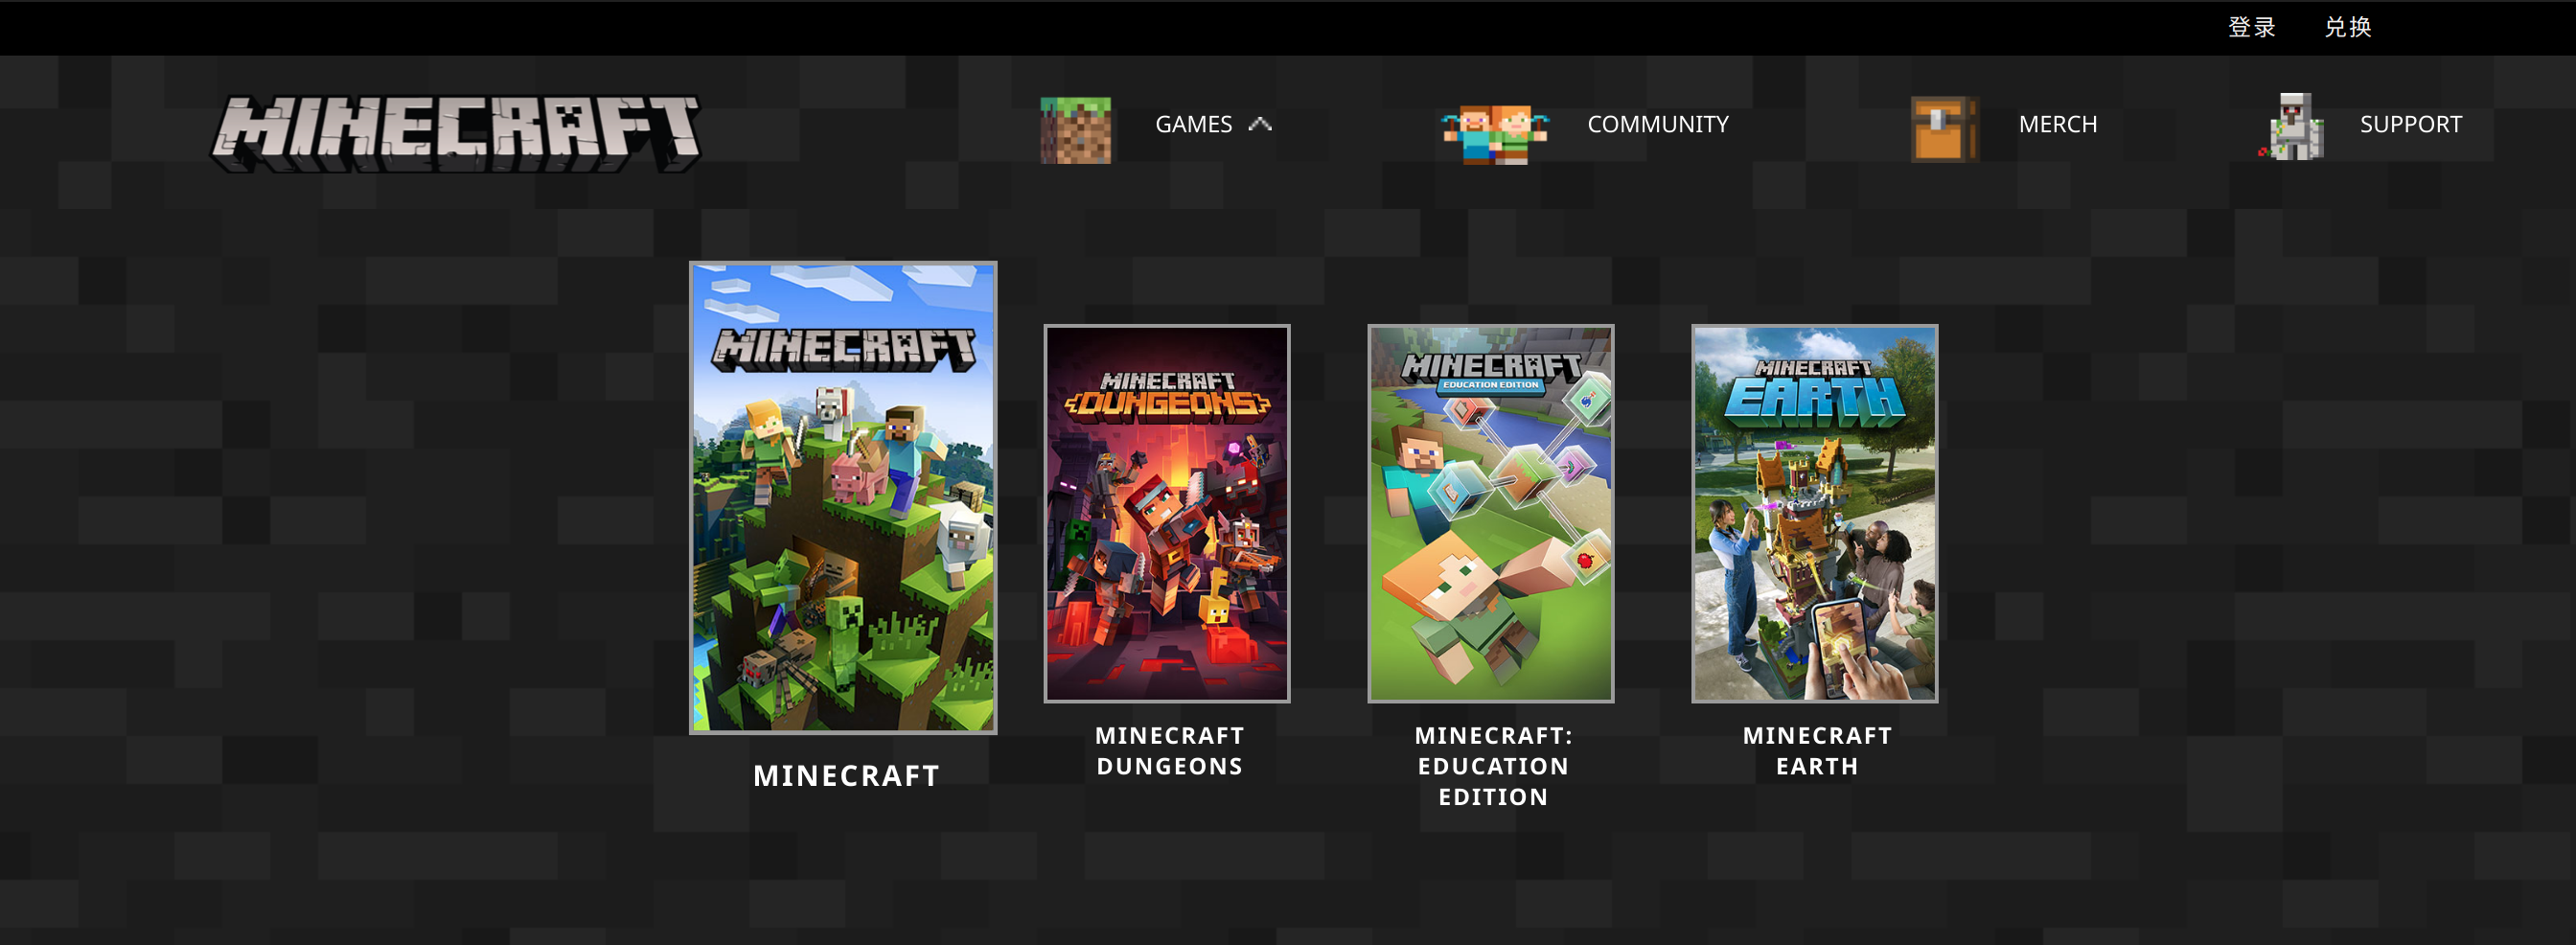 登录 兑换
MINECRAFT
GAMES
COMMUNITY
MERCH
SUPPORT
MINECRAFT
MINECRAFT
MINECRAFT
DUNGEONS
MINECRAFT
DUNGEONS
MINECRAFT
EDUCATION EDITION
MINECRAFT:
EDUCATION
EDITION
MINECRAFT
EARTH
MINECRAFT
EARTH